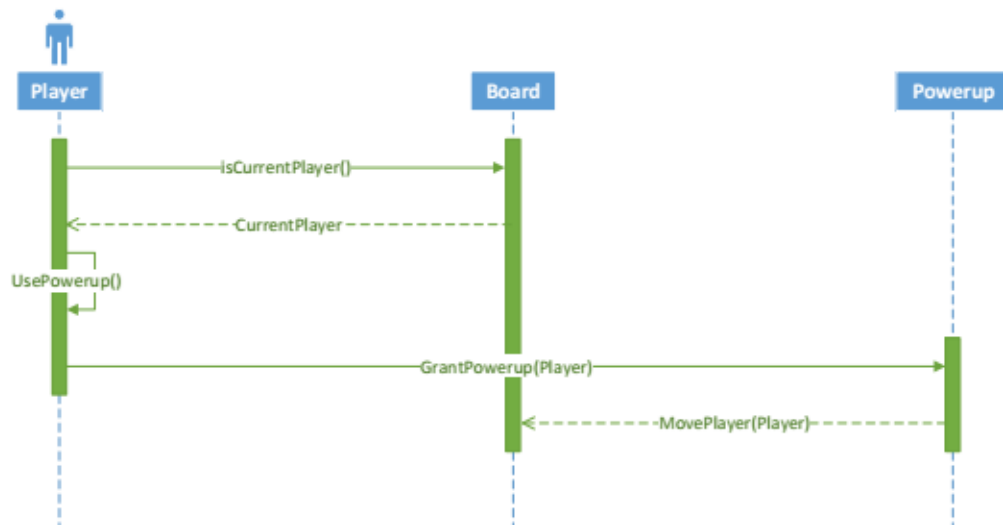 Player
Board
Powerup
isCurrentPlayer()
CurrentPlayer
UsePowerup()
GrantPowerup(Player)
MovePlayer(Player)